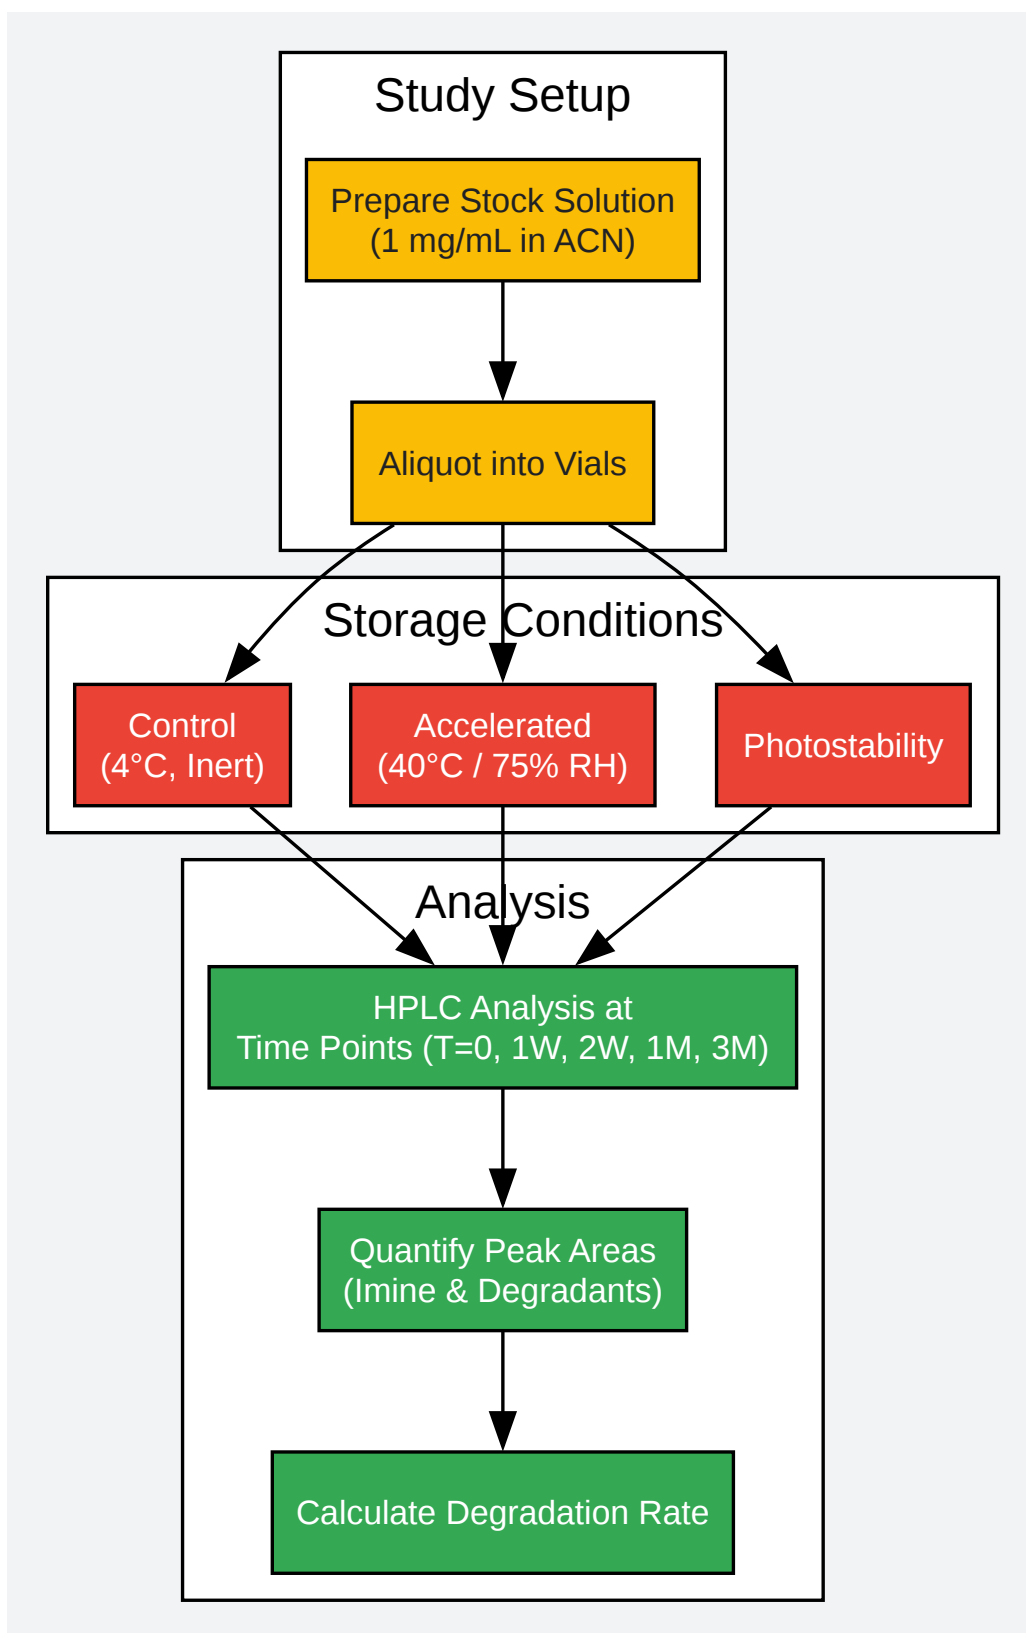 Study Setup
Prepare Stock Solution
(1 mg/mL in ACN)
Aliquot into Vials
Storage Conditions
Control
(4°C, Inert)
Accelerated
(40°C / 75% RH)
Photostability
Analysis
HPLC Analysis at
Time Points (T=0, 1W, 2W, 1M, 3M)
Quantify Peak Areas
(Imine & Degradants)
Calculate Degradation Rate